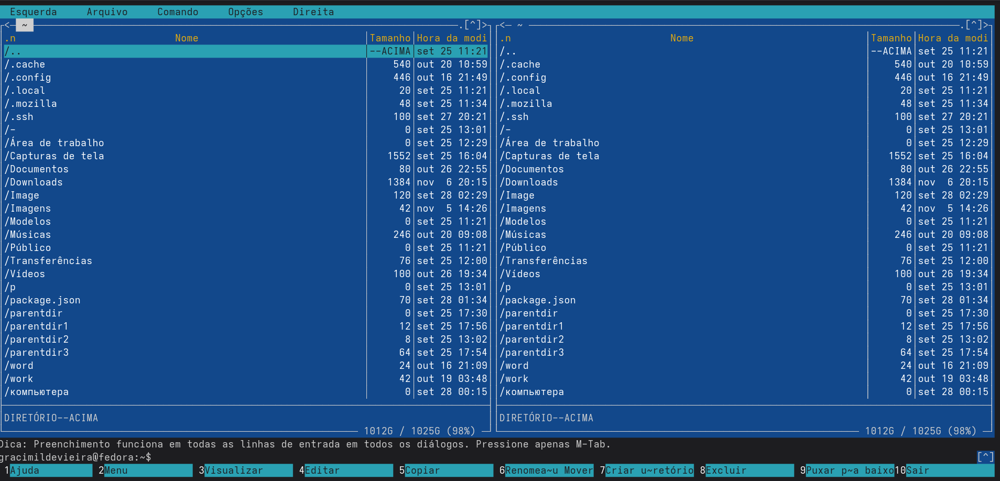 Esquerda Arquivo Comando Opções Direita
<─ ~ .[^]> <─ ~ .[^]>
.n Nome Tamanho Hora da modi .n Nome Tamanho Hora da modi
/.. --ACIMA set 25 11:21 /.. --ACIMA set 25 11:21
/.cache 540 out 20 10:59 /.cache 540 out 20 10:59
/.config 446 out 16 21:49 /.config 446 out 16 21:49
/.local 20 set 25 11:21 /.local 20 set 25 11:21
/.mozilla 48 set 25 11:34 /.mozilla 48 set 25 11:34
/.ssh 100 set 27 20:21 /.ssh 100 set 27 20:21
/- 0 set 25 13:01 /- 0 set 25 13:01
/Área de trabalho 0 set 25 12:29 /Área de trabalho 0 set 25 12:29
/Capturas de tela 1552 set 25 16:04 /Capturas de tela 1552 set 25 16:04
/Documentos 80 out 26 22:55 /Documentos 80 out 26 22:55
/Downloads 1384 nov 6 20:15 /Downloads 1384 nov 6 20:15
/Image 120 set 28 02:29 /Image 120 set 28 02:29
/Imagens 42 nov 5 14:26 /Imagens 42 nov 5 14:26
/Modelos 0 set 25 11:21 /Modelos 0 set 25 11:21
/Músicas 246 out 20 09:08 /Músicas 246 out 20 09:08
/Público 0 set 25 11:21 /Público 0 set 25 11:21
/Transferências 76 set 25 12:00 /Transferências 76 set 25 12:00
/Vídeos 100 out 26 19:34 /Vídeos 100 out 26 19:34
/p 0 set 25 13:01 /p 0 set 25 13:01
/package.json 70 set 28 01:34 /package.json 70 set 28 01:34
/parentdir 0 set 25 17:30 /parentdir 0 set 25 17:30
/parentdir1 12 set 25 17:56 /parentdir1 12 set 25 17:56
/parentdir2 8 set 25 13:02 /parentdir2 8 set 25 13:02
/parentdir3 64 set 25 17:54 /parentdir3 64 set 25 17:54
/word 24 out 16 21:09 /word 24 out 16 21:09
/work 42 out 19 03:48 /work 42 out 19 03:48
/компьютера 0 set 28 00:15 /компьютера 0 set 28 00:15
DIRETÓRIO--ACIMA DIRETÓRIO--ACIMA
1012G / 1025G (98%) 1012G / 1025G (98%)
Dica: Preenchimento funciona em todas as linhas de entrada em todos os diálogos. Pressione apenas M-Tab.
gracimildevieira@fedora:~$ [^]
1Ajuda 2Menu 3Visualizar 4Editar 5Copiar 6Renomea~u Mover 7Criar u~retório 8Excluir 9Puxar p~a baixo 10Sair